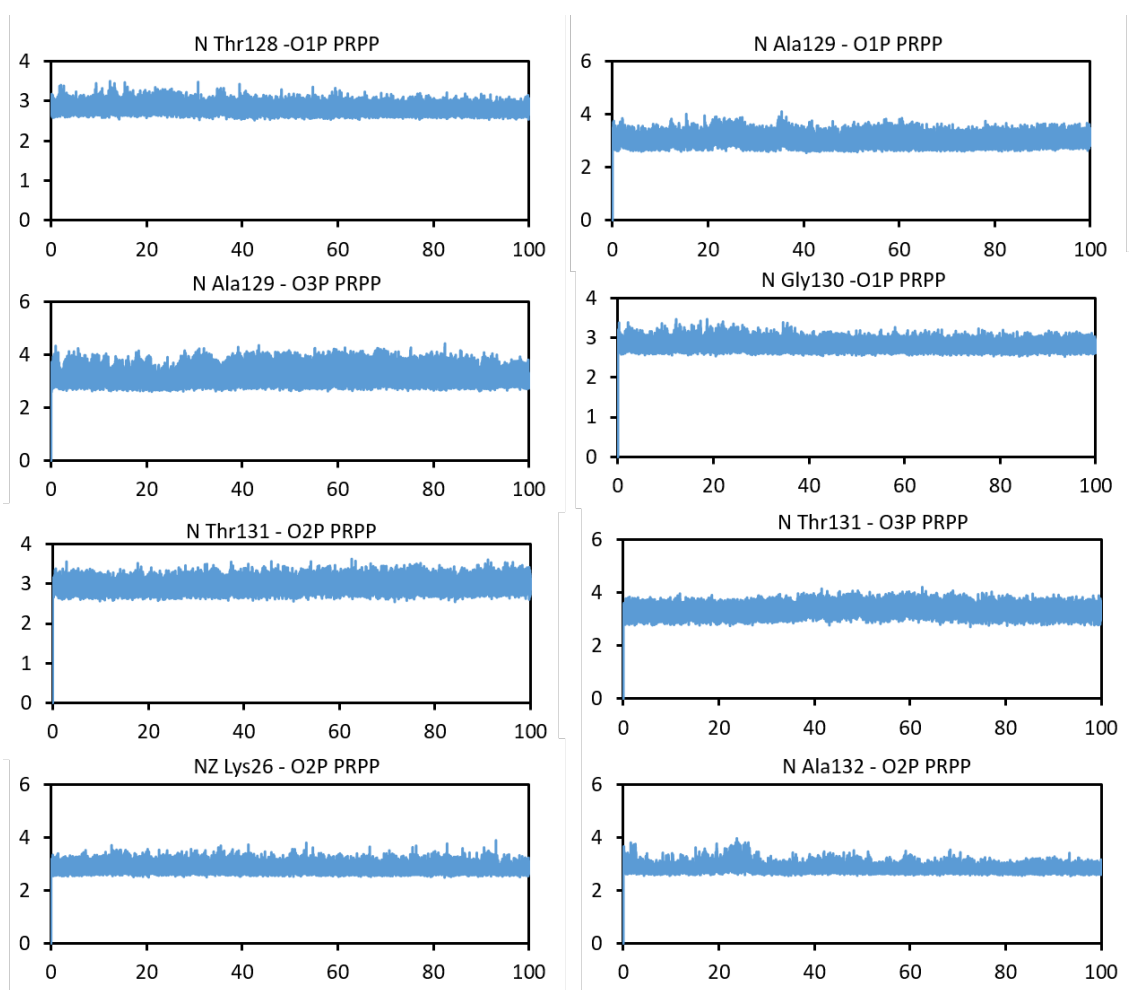 N Thr128 -O1P PRPP
4
3
2
1
0
0 20 40 60 80 100
N Ala129 - O1P PRPP
6
4
2
0
0 20 40 60 80 100
N Ala129 - O3P PRPP
6
4
2
0
0 20 40 60 80 100
N Gly130 -O1P PRPP
4
3
2
1
0
0 20 40 60 80 100
N Thr131 - O2P PRPP
4
3
2
1
0
0 20 40 60 80 100
N Thr131 - O3P PRPP
6
4
2
0
0 20 40 60 80 100
NZ Lys26 - O2P PRPP
6
4
2
0
0 20 40 60 80 100
N Ala132 - O2P PRPP
6
4
2
0
0 20 40 60 80 100